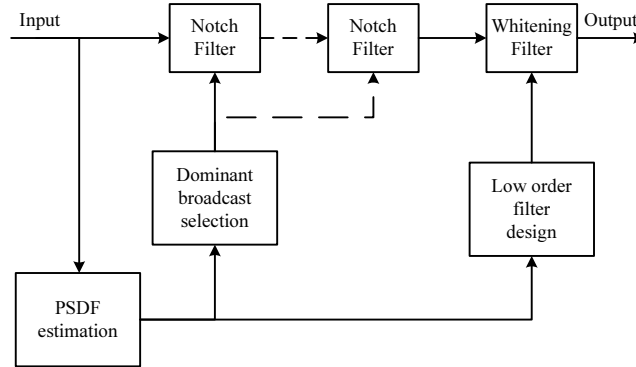 Input
Notch
Filter
Notch
Filter
Whitening
Filter
Output
Dominant
broadcast
selection
Low order
filter
design
PSDF
estimation